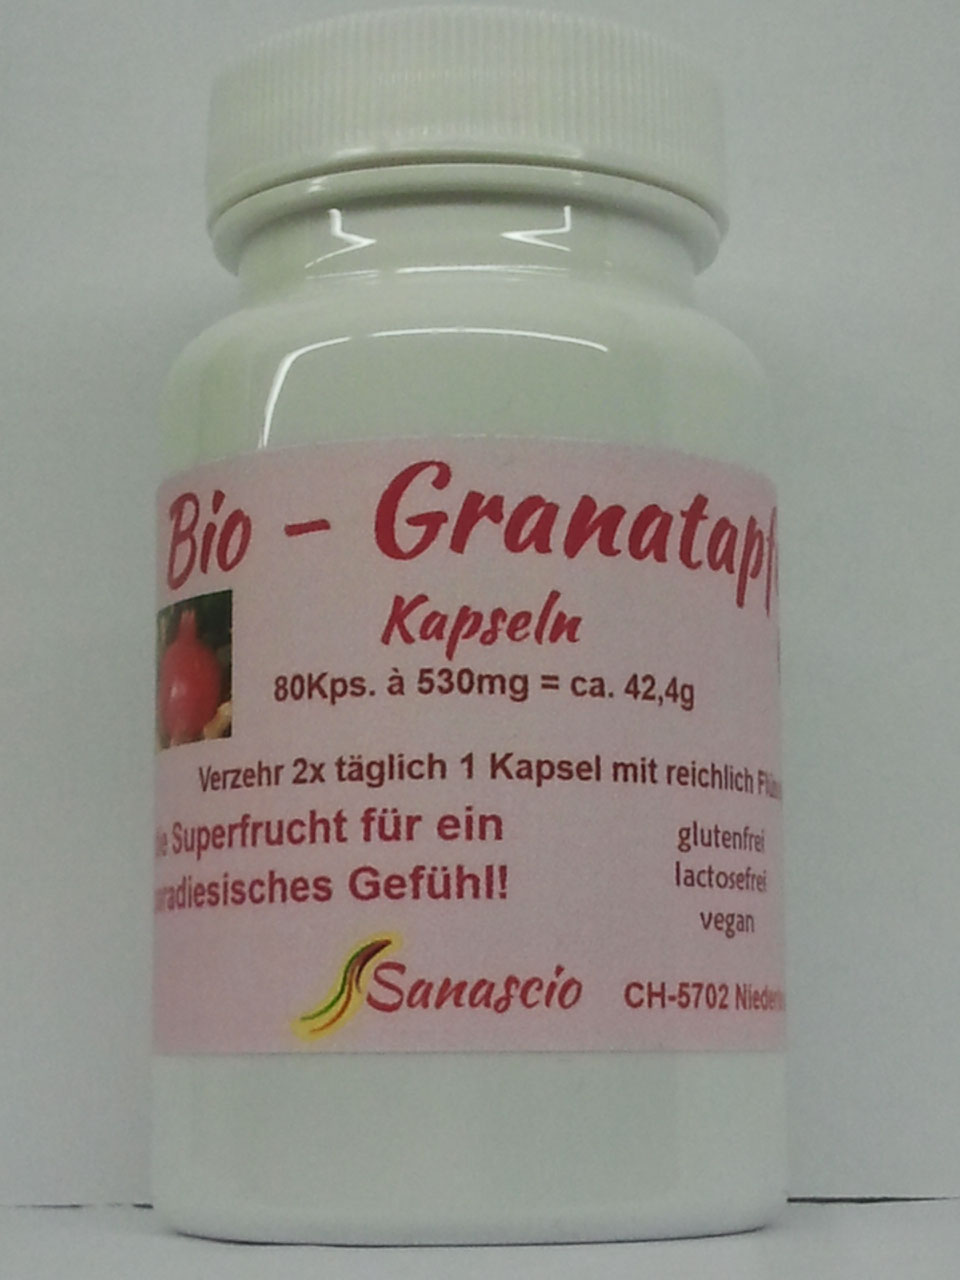 Bio - Granatapf
Kapseln
80Kps. à 530mg = ca. 42,4g
Verzehr 2x täglich 1 Kapsel mit reichlich
Superfrucht für ein
radiesisches Gefühl!
glutenfrei
lactosefrei
vegan
Sanascio
CH-5702 Nieder